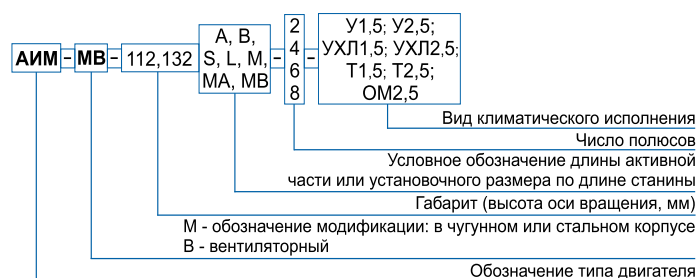 АИМ – МВ – 112,132 A, B, S, L, M, MA, MB – 2 4 6 8 – У1,5; У2,5; УХЛ1,5; УХЛ2,5; Т1,5; Т2,5; ОМ2,5
Вид климатического исполнения
Число полюсов
Условное обозначение длины активной
части или установочного размера по длине станины
Габарит (высота оси вращения, мм)
М - обозначение модификации: в чугунном или стальном корпусе
В - вентиляторный
Обозначение типа двигателя